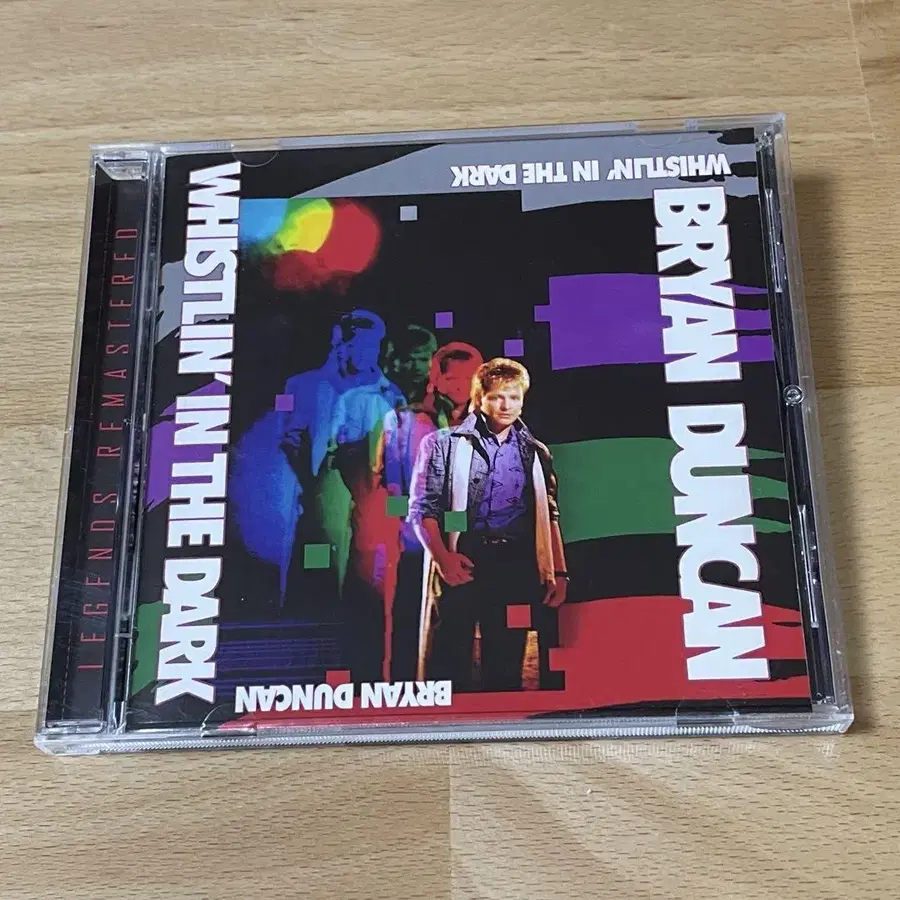 LEGENDS REMASTERED
WHISTLIN' IN THE DARK
WHISTLIN' IN THE DARK
BRYAN DUNCAN
BRYAN DUNCAN